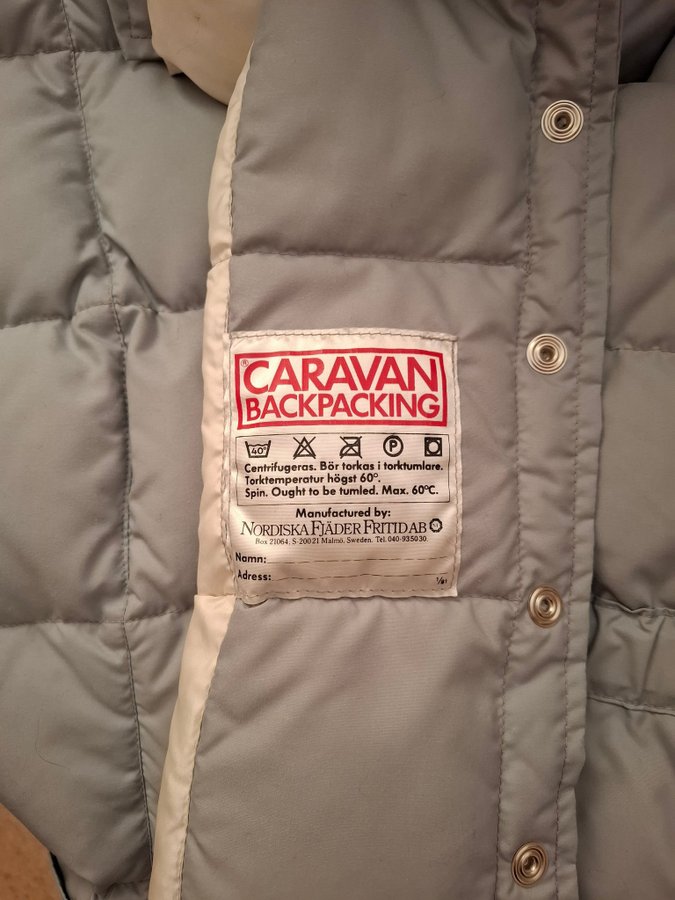 ®
CARAVAN
BACKPACKING
40° P
Centrifugeras. Bör torkas i torktumlare.
Torktemperatur högst 60°.
Spin. Ought to be tumled. Max. 60°C.
Manufactured by:
NORDISKA FJÄDER FRITID AB
Box 21064, S-200 21 Malmö, Sweden. Tel. 040-935030.
Namn:
Adress: